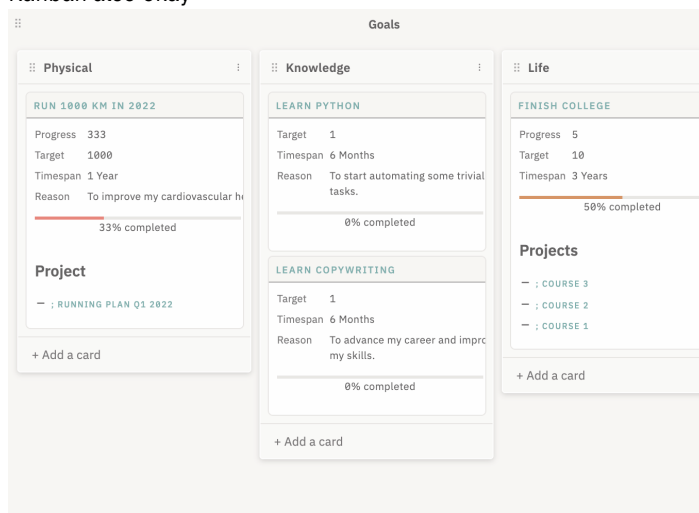 Kanban also okay
Goals
Physical
RUN 1000 KM IN 2022
Progress 333
Target 1000
Timespan 1 Year
Reason To improve my cardiovascular he
33% completed
Project
– ; RUNNING PLAN Q1 2022
+ Add a card
Knowledge
LEARN PYTHON
Target 1
Timespan 6 Months
Reason To start automating some trivial
tasks.
0% completed
LEARN COPYWRITING
Target 1
Timespan 6 Months
Reason To advance my career and impro
my skills.
0% completed
+ Add a card
Life
FINISH COLLEGE
Progress 5
Target 10
Timespan 3 Years
50% completed
Projects
– ; COURSE 3
– ; COURSE 2
– ; COURSE 1
+ Add a card